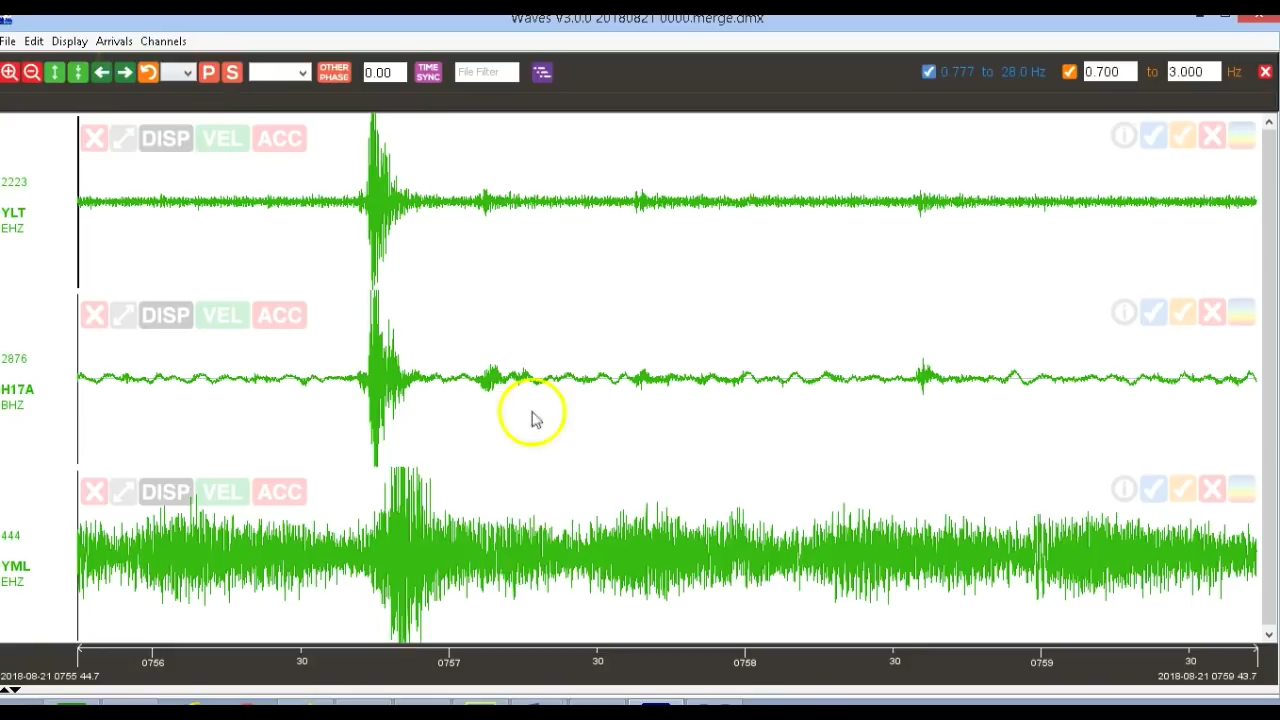 Waves V3.0.0 20180821 0000.merge.dmx
File Edit Display Arrivals Channels
P S OTHER PHASE 0.00 TIME SYNC File Filter 0.777 to 28.0 Hz 0.700 to 3.000 Hz
DISP VEL ACC
2223
YLT
EHZ
DISP VEL ACC
2876
H17A
BHZ
DISP VEL ACC
444
YML
EHZ
0756 30 0757 30 0758 30 0759 30
2018-08-21 0755 44.7 2018-08-21 0759 43.7